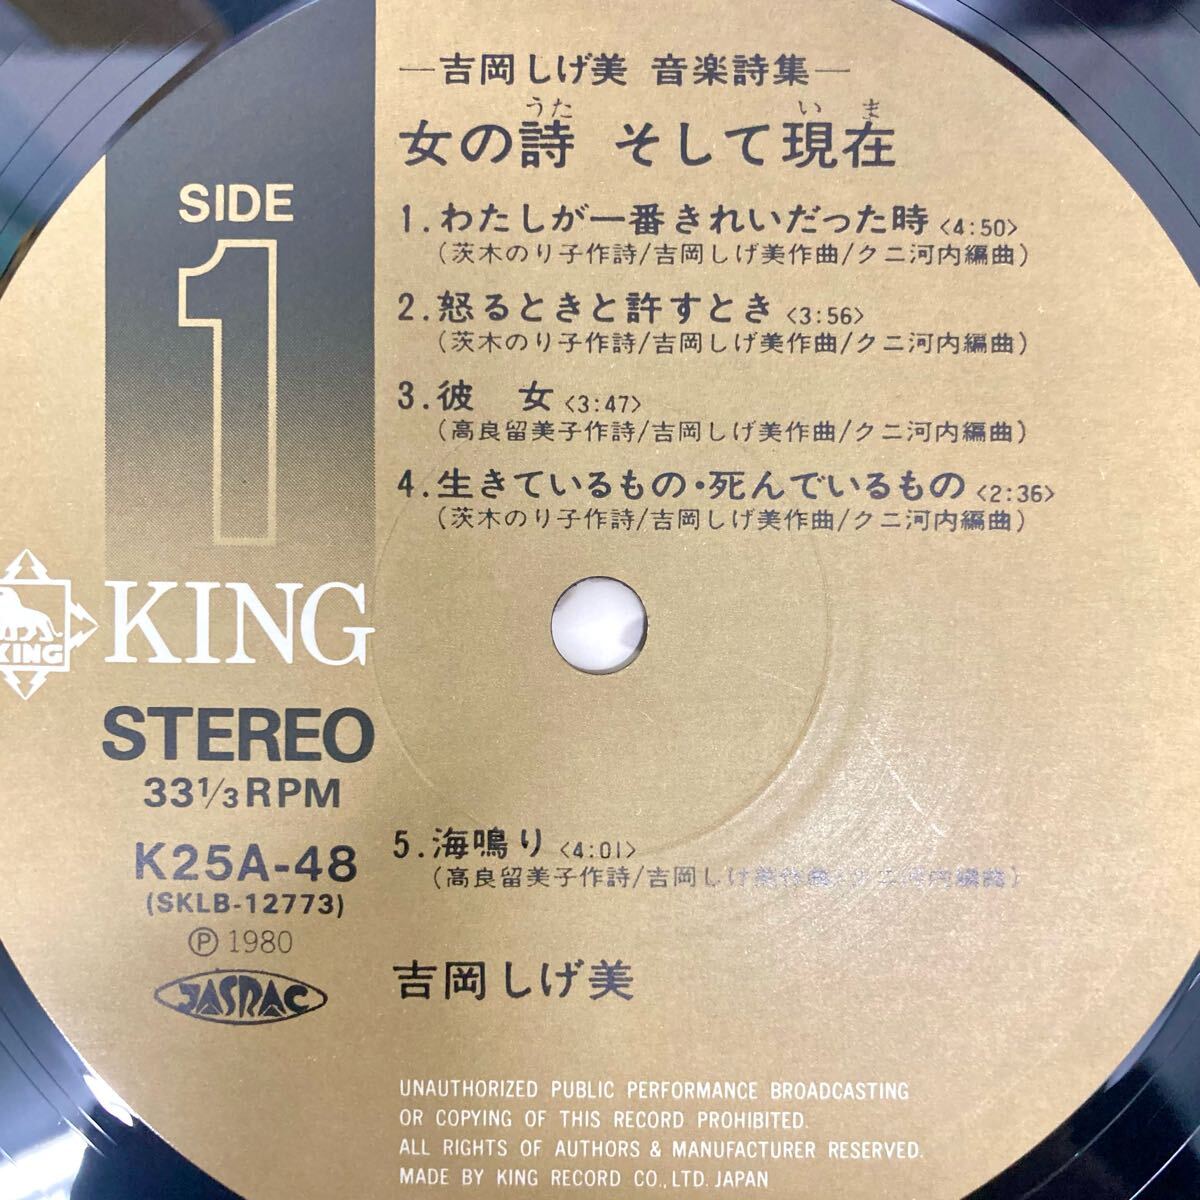 —吉岡しげ美 音楽詩集—
うた いま
女の詩 そして現在
SIDE
1
1.わたしが一番きれいだった時 <4:50>
(茨木のり子作詩/吉岡しげ美作曲/クニ河内編曲)
2.怒るときと許すとき <3:56>
(茨木のり子作詩/吉岡しげ美作曲/クニ河内編曲)
3.彼 女 <3:47>
(高良留美子作詩/吉岡しげ美作曲/クニ河内編曲)
4.生きているもの・死んでいるもの <2:36>
(茨木のり子作詩/吉岡しげ美作曲/クニ河内編曲)
KING
KING
STEREO
33⅓RPM
K25A-48
(SKLB-12773)
Ⓟ 1980
JASRAC
5.海鳴り <4:01>
(高良留美子作詩/吉岡しげ美作曲/クニ河内編曲)
吉岡しげ美
UNAUTHORIZED PUBLIC PERFORMANCE BROADCASTING
OR COPYING OF THIS RECORD PROHIBITED.
ALL RIGHTS OF AUTHORS & MANUFACTURER RESERVED.
MADE BY KING RECORD CO., LTD. JAPAN